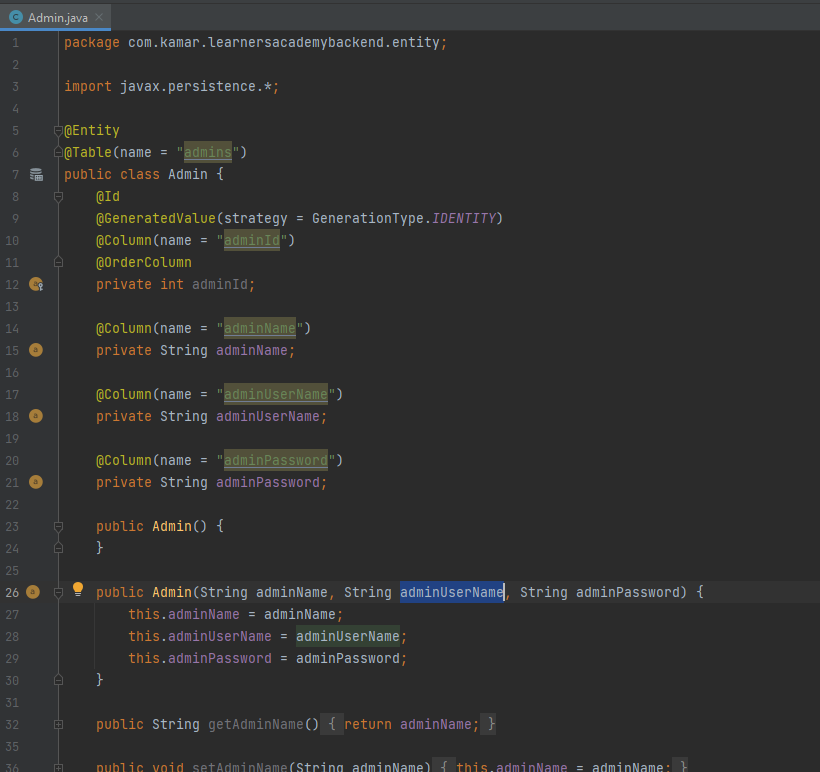 Admin.java
1 package com.kamar.learnersacademybackend.entity;
2
3 import javax.persistence.*;
4
5 @Entity
6 @Table(name = "admins")
7 public class Admin {
8 @Id
9 @GeneratedValue(strategy = GenerationType.IDENTITY)
10 @Column(name = "adminId")
11 @OrderColumn
12 private int adminId;
13
14 @Column(name = "adminName")
15 private String adminName;
16
17 @Column(name = "adminUserName")
18 private String adminUserName;
19
20 @Column(name = "adminPassword")
21 private String adminPassword;
22
23 public Admin() {
24 }
25
26 public Admin(String adminName, String adminUserName, String adminPassword) {
27 this.adminName = adminName;
28 this.adminUserName = adminUserName;
29 this.adminPassword = adminPassword;
30 }
31
32 public String getAdminName() { return adminName; }
35
36 public void setAdminName(String adminName) { this.adminName = adminName; }